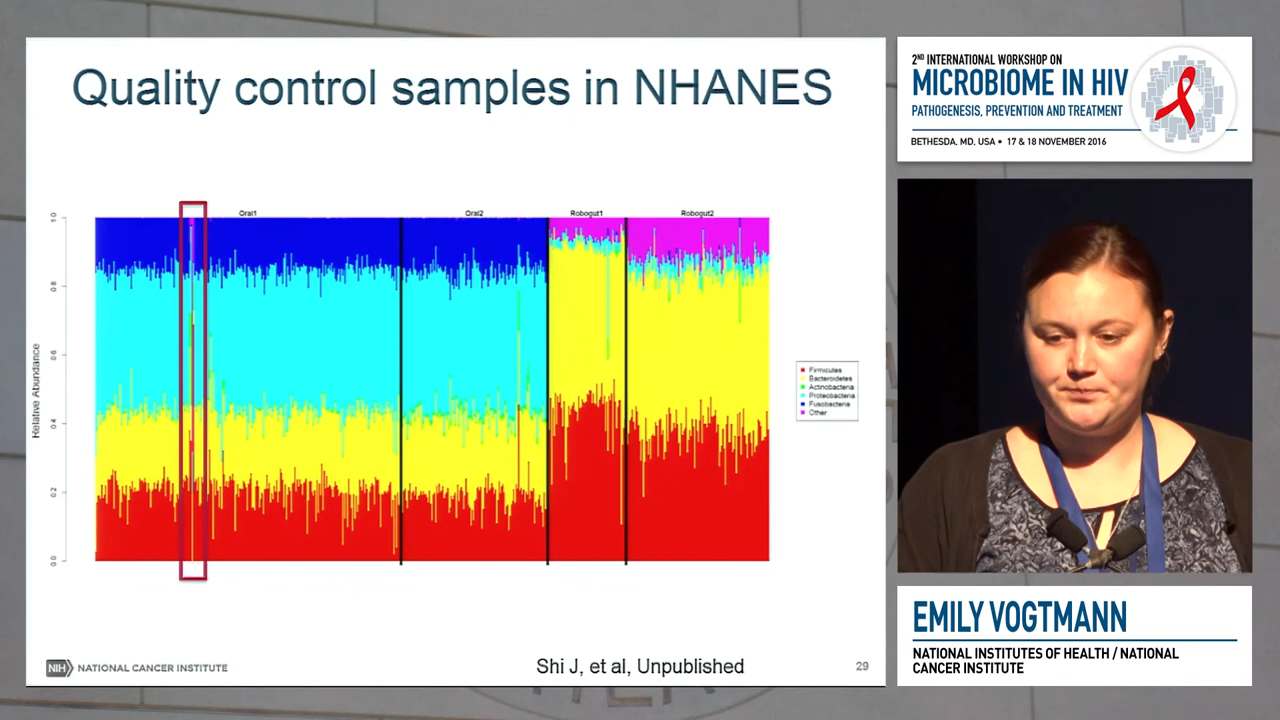 Quality control samples in NHANES
Oral1
Oral2
Robogut1
Robogut2
1.0
0.8
0.6
0.4
0.2
0.0
Relative Abundance
Firmicutes
Bacteroidetes
Actinobacteria
Proteobacteria
Fusobacteria
Other
NIH
NATIONAL CANCER INSTITUTE
Shi J, et al, Unpublished
29
2ND INTERNATIONAL WORKSHOP ON
MICROBIOME IN HIV
PATHOGENESIS, PREVENTION AND TREATMENT
BETHESDA, MD, USA • 17 & 18 NOVEMBER 2016
EMILY VOGTMANN
NATIONAL INSTITUTES OF HEALTH / NATIONAL
CANCER INSTITUTE